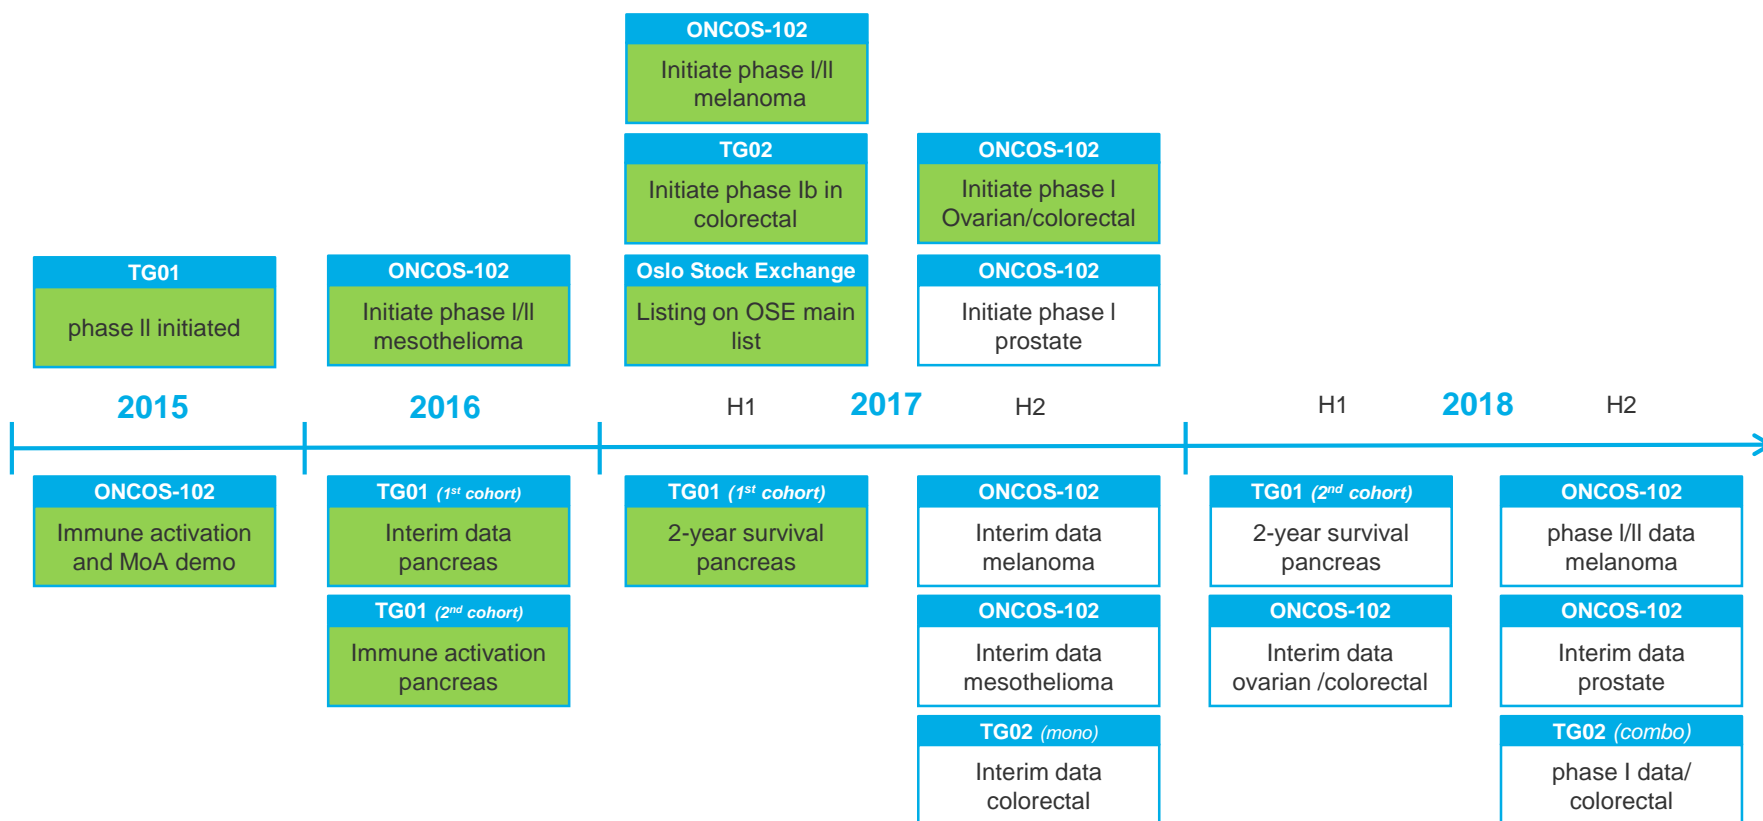 ONCOS-102
Initiate phase I/II
melanoma
TG02
Initiate phase Ib in
colorectal
ONCOS-102
Initiate phase I
Ovarian/colorectal
TG01
phase II initiated
ONCOS-102
Initiate phase I/II
mesothelioma
Oslo Stock Exchange
Listing on OSE main
list
ONCOS-102
Initiate phase I
prostate
2015
2016
H1
2017
H2
H1
2018
H2
ONCOS-102
Immune activation
and MoA demo
TG01 (1st cohort)
Interim data
pancreas
TG01 (2nd cohort)
Immune activation
pancreas
TG01 (1st cohort)
2-year survival
pancreas
ONCOS-102
Interim data
melanoma
ONCOS-102
Interim data
mesothelioma
TG02 (mono)
Interim data
colorectal
TG01 (2nd cohort)
2-year survival
pancreas
ONCOS-102
Interim data
ovarian /colorectal
ONCOS-102
phase I/II data
melanoma
ONCOS-102
Interim data
prostate
TG02 (combo)
phase I data/
colorectal